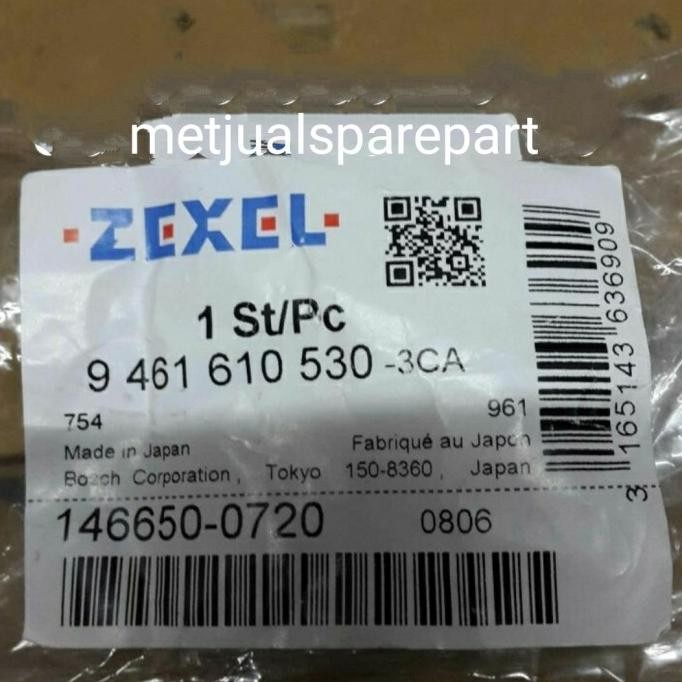 metjualsparepart
ZEXEL
1 St/Pc
9 461 610 530 -3CA
754 961
Made in Japan Fabriqué au Japon
Bosch Corporation, Tokyo 150-8360, Japan
146650-0720 0806
3 165143 636909